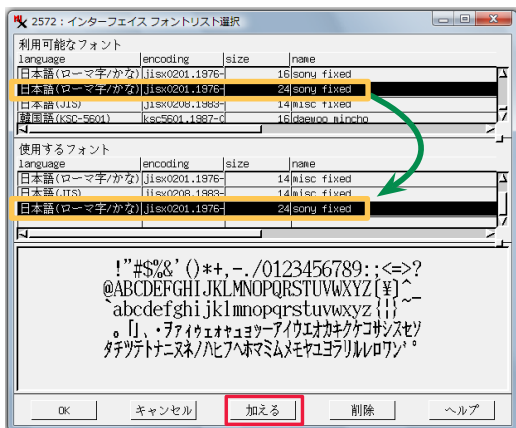 2572:インターフェイス フォントリスト選択
利用可能なフォント
language encoding size name
日本語(ローマ字/かな) jisx0201.1976- 16 sony fixed
日本語(ローマ字/かな) jisx0201.1976- 24 sony fixed
日本語(JIS) jisx0208.1983- 14 misc fixed
韓国語(KSC-5601) ksc5601.1987-0 16 daewoo mincho
使用するフォント
language encoding size name
日本語(ローマ字/かな) jisx0201.1976- 14 misc fixed
日本語(JIS) jisx0208.1983- 14 misc fixed
日本語(ローマ字/かな) jisx0201.1976- 24 sony fixed
!"#$%&'()*+,-./0123456789:;<=>?
@ABCDEFGHIJKLMNOPQRSTUVWXYZ[¥]^_
`abcdefghijklmnopqrstuvwxyz{|}‾
。「」、・ヲァィゥェォャュョッーアイウエオカキクケコサシスセソ
タチツテトナニヌネノハヒフヘホマミムメモヤユヨラリルレロワン゛゜
OK キャンセル 加える 削除 ヘルプ